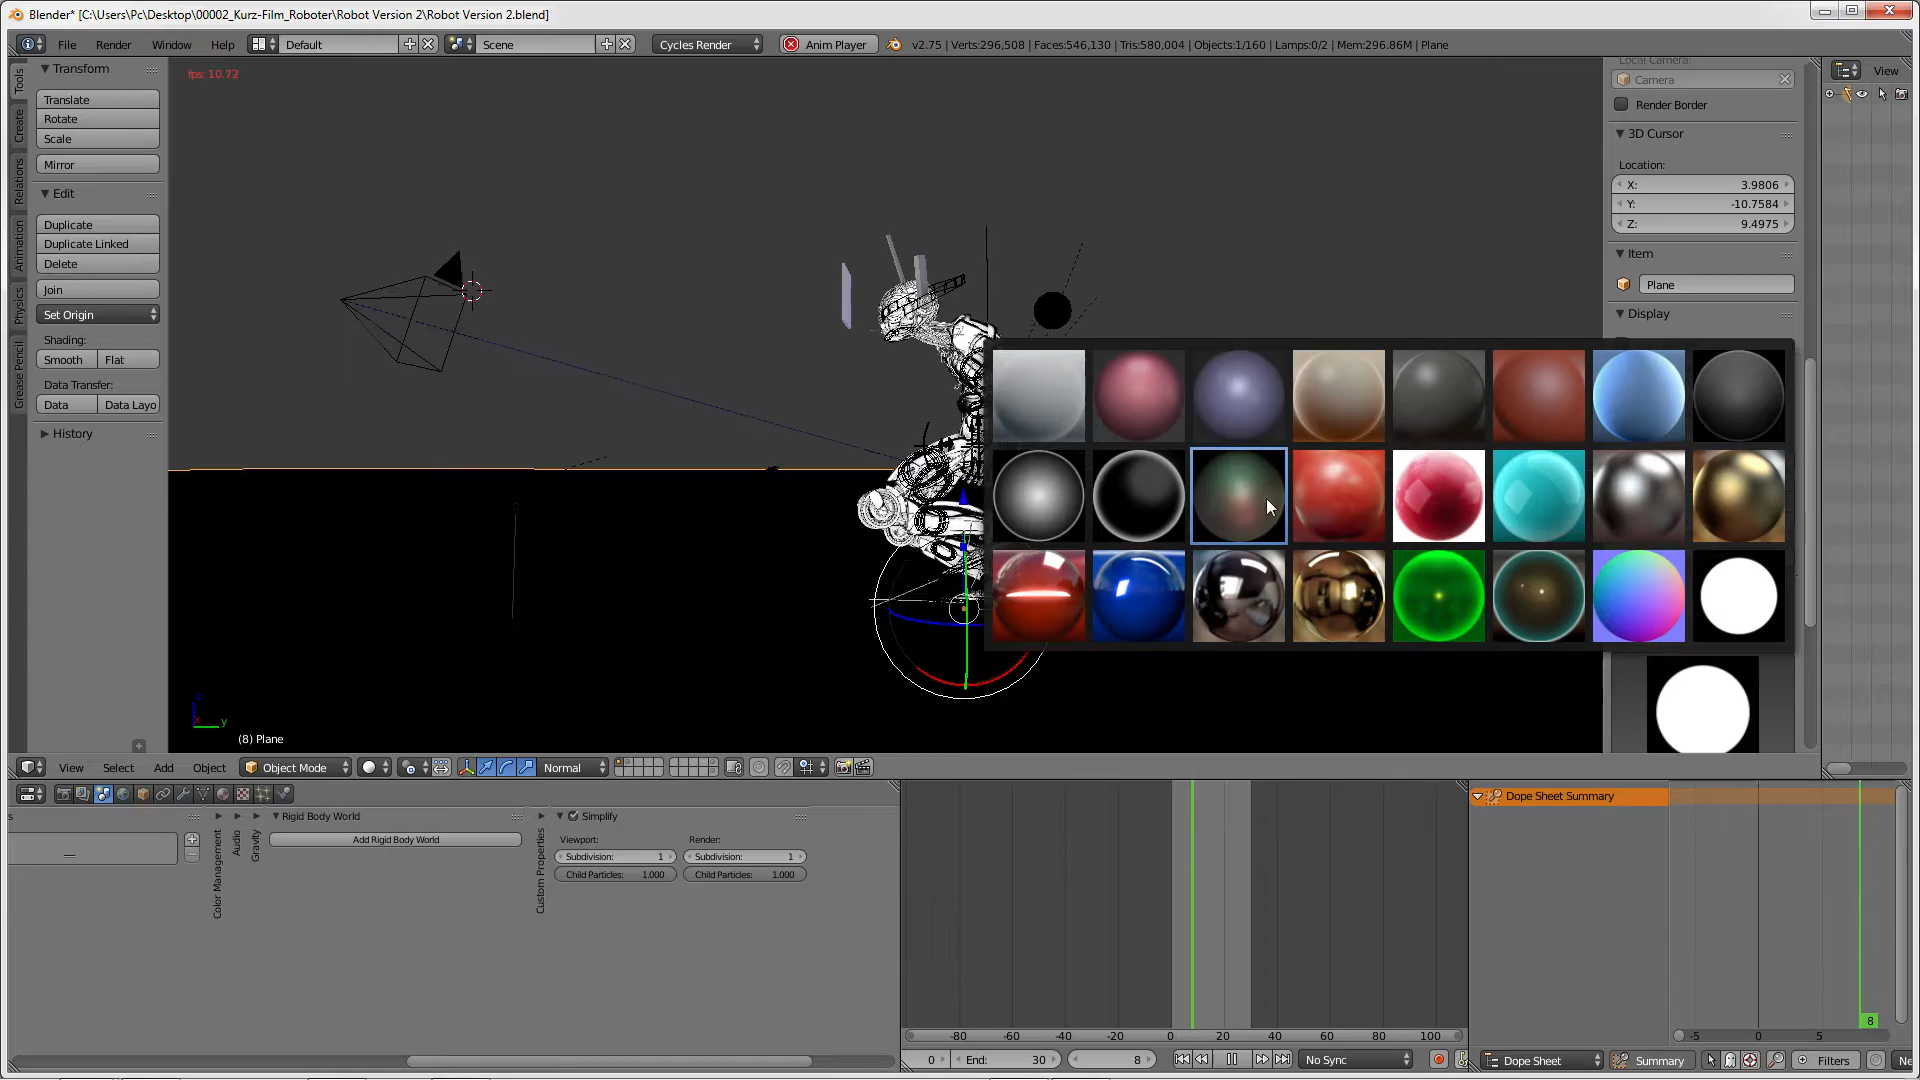 Blender* [C:\Users\Pc\Desktop\00002_Kurz-Film_Roboter\Robot Version 2\Robot Version 2.blend]
File Render Window Help Default Scene Cycles Render Anim Player v2.75 | Verts:296,508 | Faces:546,130 | Tris:580,004 | Objects:1/160 | Lamps:0/2 | Mem:296.86M | Plane
Tools
Create
Relations
Animation
Physics
Grease Pencil
Transform
Translate
Rotate
Scale
Mirror
Edit
Duplicate
Duplicate Linked
Delete
Join
Set Origin
Shading:
Smooth Flat
Data Transfer:
Data Data Layo
History
fps: 10.72
y
(8) Plane
Local Camera:
Camera
Render Border
3D Cursor
Location:
X: 3.9806
Y: -10.7584
Z: 9.4975
Item
Plane
Display
View
View Select Add Object Object Mode Normal
Color Management
Audio
Gravity
Rigid Body World
Add Rigid Body World
Custom Properties
Simplify
Viewport: Render:
Subdivision: 1 Subdivision: 1
Child Particles: 1.000 Child Particles: 1.000
-80 -60 -40 -20 0 20 40 60 80 100
0 End: 30 8 No Sync
Dope Sheet Summary
8
-5 0 5
Dope Sheet Summary Filters Ne